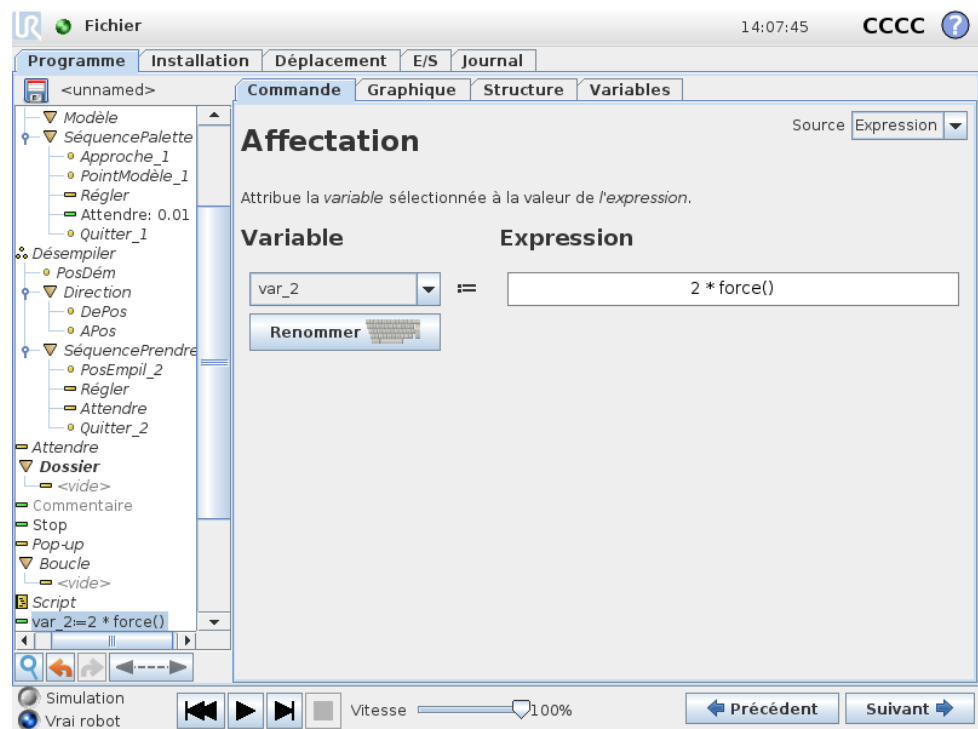 UR Fichier 14:07:45 CCCC ?
Programme Installation Déplacement E/S Journal
<unnamed>
Commande Graphique Structure Variables
Modèle
SéquencePalette
Approche_1
PointModèle_1
Régler
Attendre: 0.01
Quitter_1
Désempiler
PosDém
Direction
DePos
APos
SéquencePrendre
PosEmpil_2
Régler
Attendre
Quitter_2
Attendre
Dossier
<vide>
Commentaire
Stop
Pop-up
Boucle
<vide>
Script
var_2:=2 * force()
Affectation
Source Expression
Attribue la variable sélectionnée à la valeur de l'expression.
Variable Expression
var_2 := 2 * force()
Renommer
Simulation
Vrai robot
Vitesse 100%
Précédent Suivant